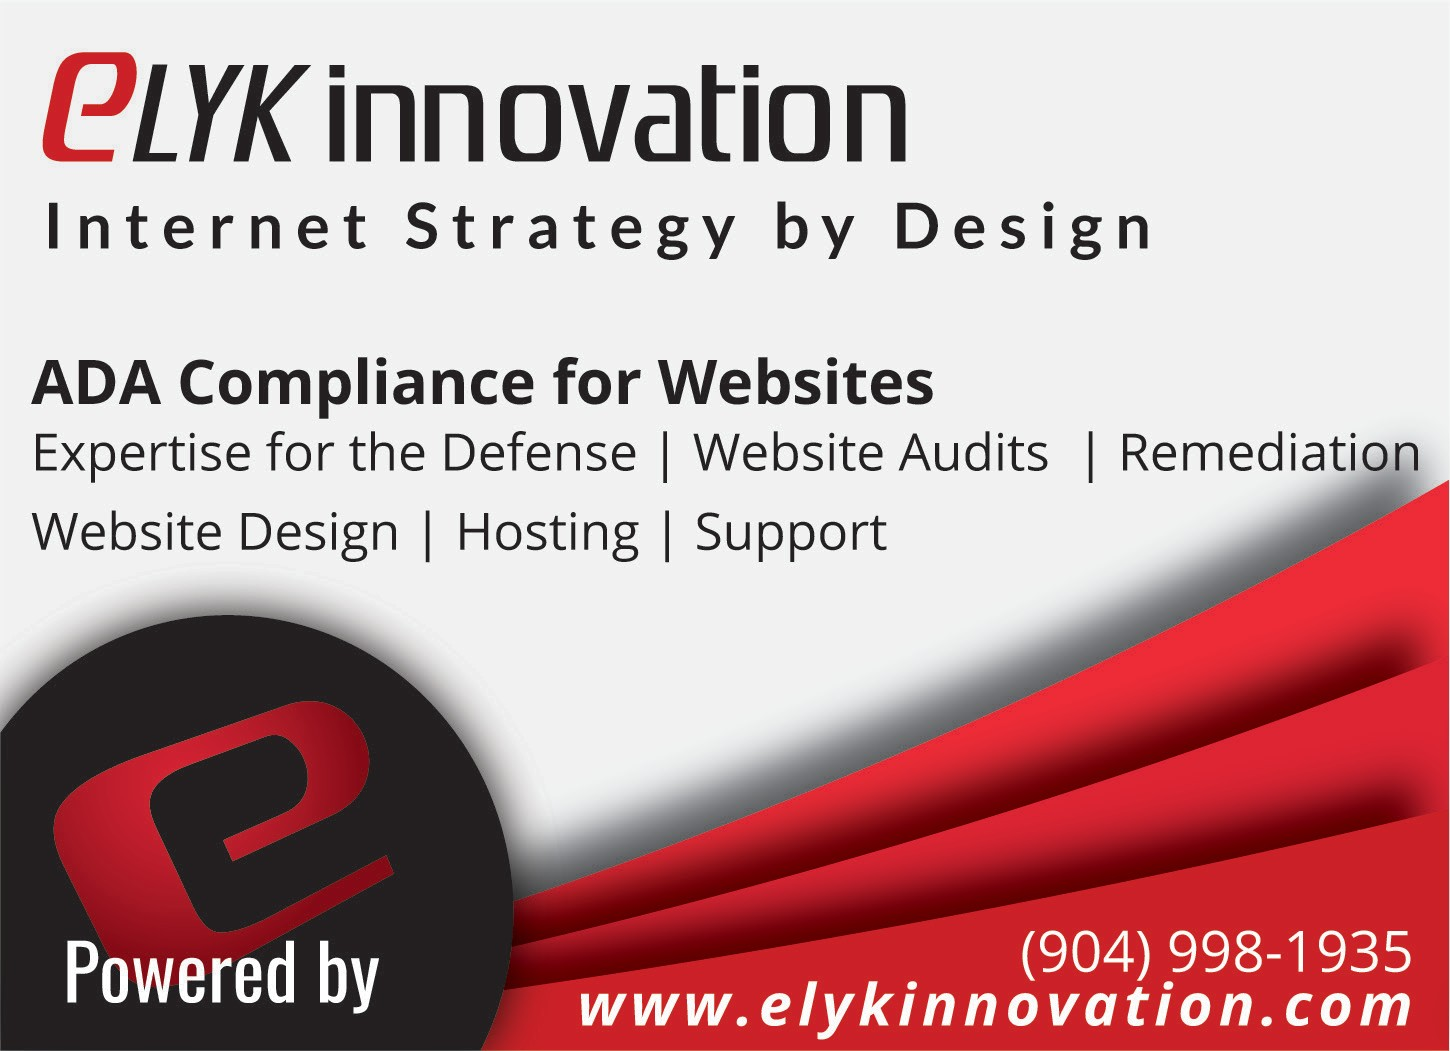 eLYK innovation
Internet Strategy by Design
ADA Compliance for Websites
Expertise for the Defense | Website Audits | Remediation
Website Design | Hosting | Support
e
Powered by
(904) 998-1935
www.elykinnovation.com